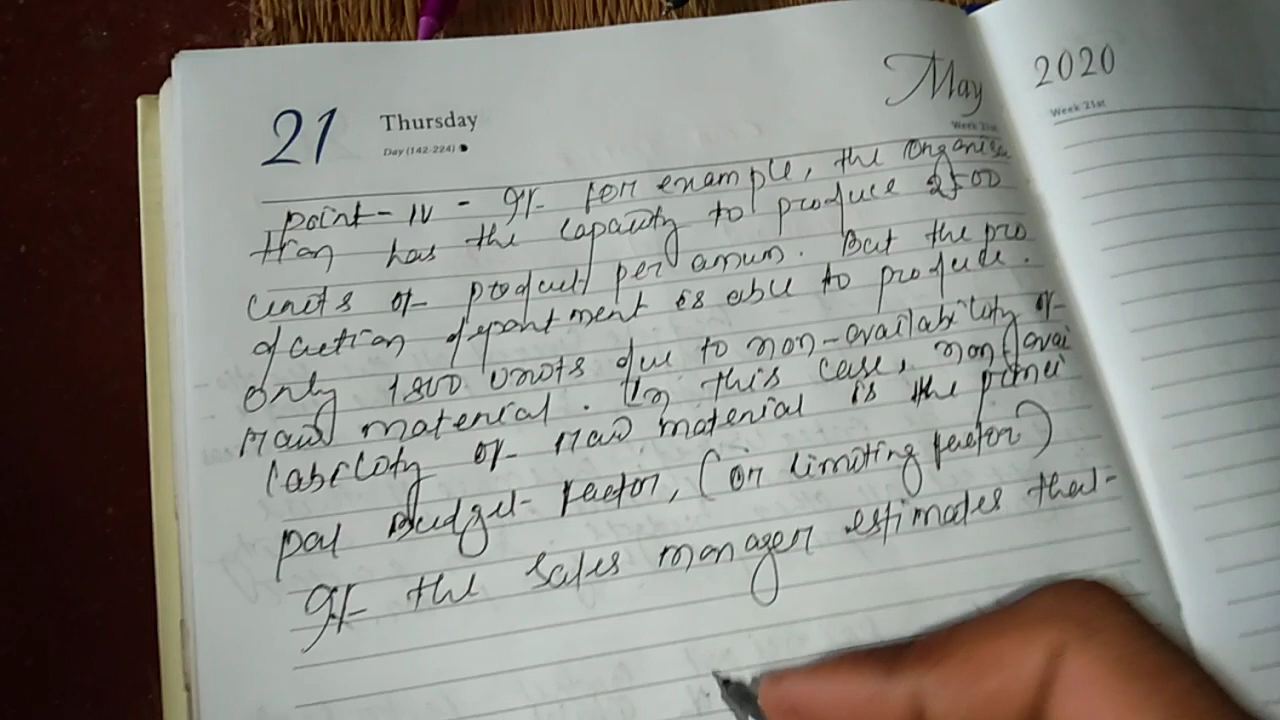 21 Thursday May 2020
Day (142-224)
Week 21st
Week 21st
Point-IV - If for example, the Organisa
tion has the capacity to produce 2500
units of product per annum. But the pro
duction department is able to produce.
only 1800 units due to non-availability of
raw material. In this case, non avai
lability of raw material is the princi
pal Budget factor, (or limiting factor)
If the sales manager estimates that